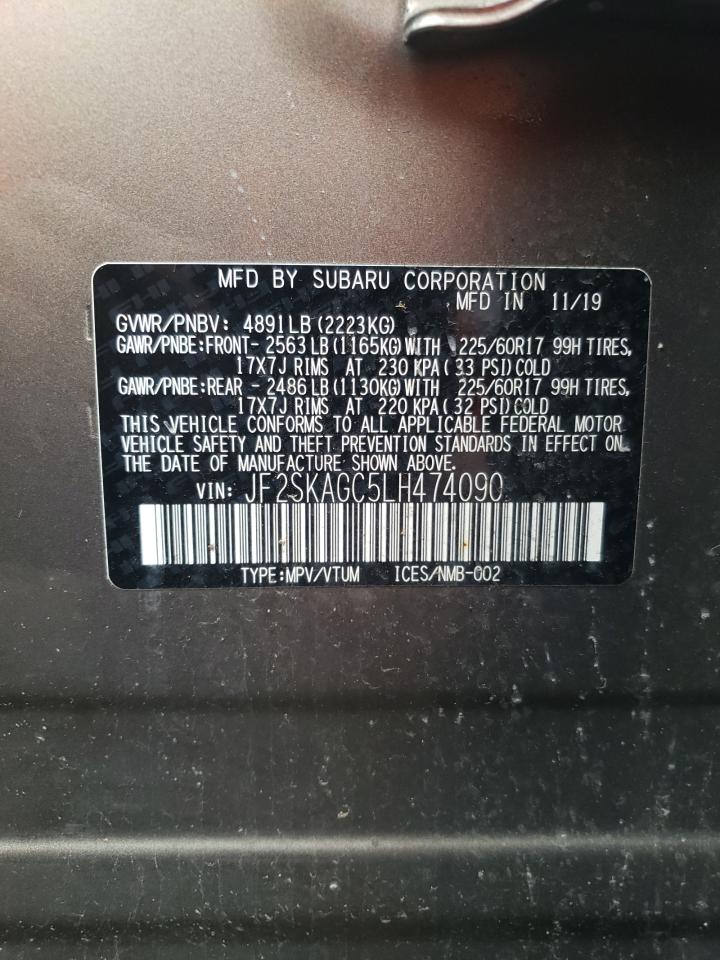 MFD BY SUBARU CORPORATION
MFD IN 11/19
GVWR/PNBV: 4891LB(2223KG)
GAWR/PNBE:FRONT- 2563LB(1165KG)WITH 225/60R17 99H TIRES,
17X7J RIMS AT 230 KPA(33 PSI)COLD
GAWR/PNBE:REAR - 2486LB(1130KG)WITH 225/60R17 99H TIRES,
17X7J RIMS AT 220 KPA(32 PSI)COLD
THIS VEHICLE CONFORMS TO ALL APPLICABLE FEDERAL MOTOR
VEHICLE SAFETY AND THEFT PREVENTION STANDARDS IN EFFECT ON
THE DATE OF MANUFACTURE SHOWN ABOVE.
VIN: JF2SKAGC5LH474090
TYPE:MPV/VTUM ICES/NMB-002